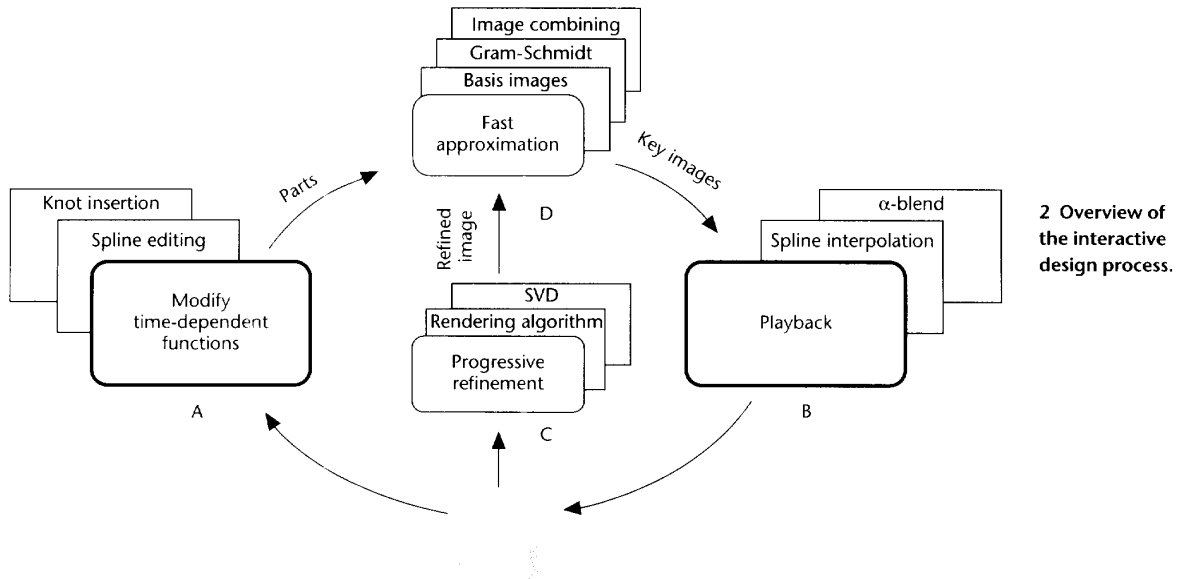 Image combining
Gram-Schmidt
Basis images
Fast
approximation
Key images
Parts
Knot insertion
Spline editing
Modify
time-dependent
functions
A
Refined
image
D
SVD
Rendering algorithm
Progressive
refinement
C
α-blend
Spline interpolation
Playback
B
2 Overview of
the interactive
design process.